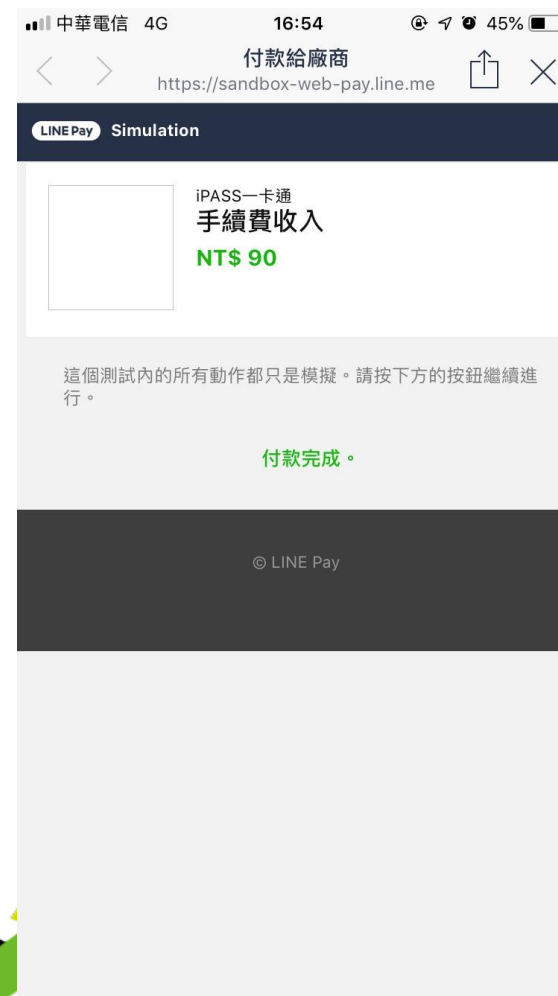 中華電信 4G 16:54 45%
付款給廠商
https://sandbox-web-pay.line.me
LINE Pay Simulation
iPASS一卡通
手續費收入
NT$ 90
這個測試內的所有動作都只是模擬。請按下方的按鈕繼續進
行。
付款完成。
© LINE Pay